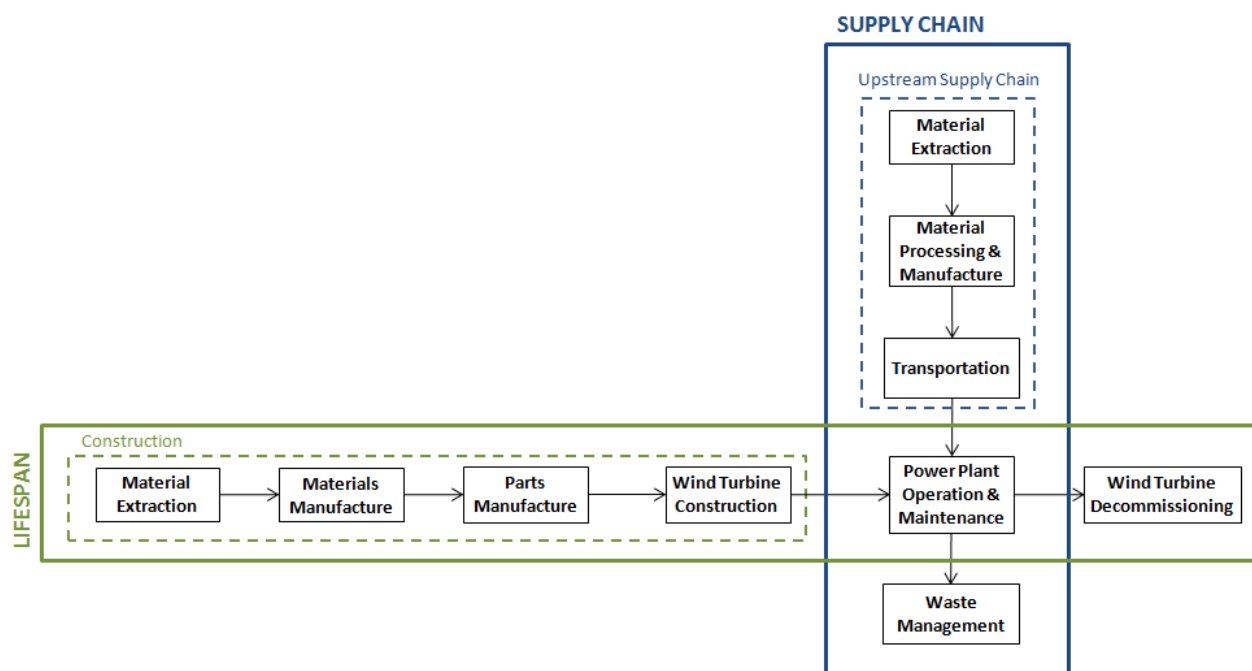 SUPPLY CHAIN
Upstream Supply Chain
Material
Extraction
Material
Processing &
Manufacture
Transportation
LIFESPAN
Construction
Material
Extraction
Materials
Manufacture
Parts
Manufacture
Wind Turbine
Construction
Power Plant
Operation &
Maintenance
Wind Turbine
Decommissioning
Waste
Management